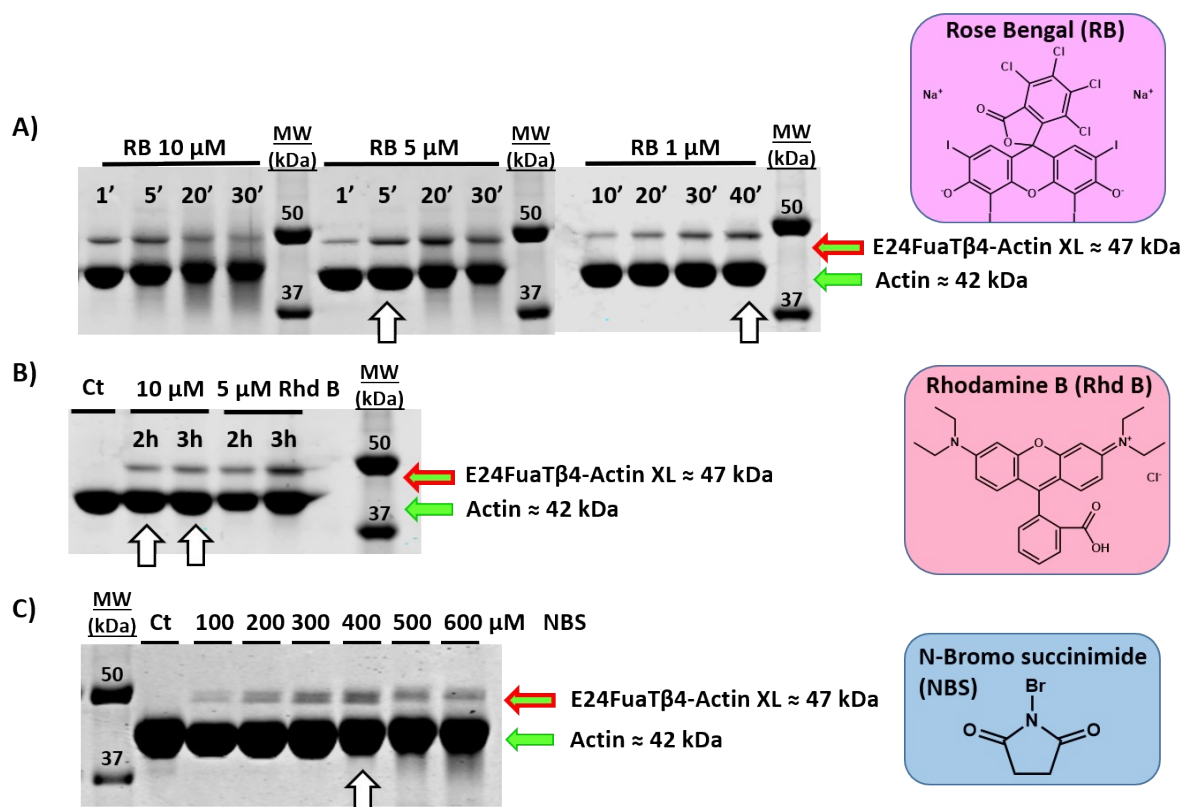 Rose Bengal (RB)
Cl
Cl
Cl
Cl
Na+
Na+
O
O
I
I
-O
O
O-
I
I
A)
RB 10 µM
MW
(kDa)
RB 5 µM
MW
(kDa)
RB 1 µM
MW
(kDa)
1’ 5’ 20’ 30’
50
37
1’ 5’ 20’ 30’
50
37
10’ 20’ 30’ 40’
50
37
E24FuaTβ4-Actin XL ≈ 47 kDa
Actin ≈ 42 kDa
B)
Ct
10 µM
5 µM Rhd B
MW
(kDa)
2h 3h 2h 3h
50
37
E24FuaTβ4-Actin XL ≈ 47 kDa
Actin ≈ 42 kDa
Rhodamine B (Rhd B)
N
O
N+
Cl-
O
OH
C)
MW
(kDa)
Ct 100 200 300 400 500 600 µM NBS
50
37
E24FuaTβ4-Actin XL ≈ 47 kDa
Actin ≈ 42 kDa
N-Bromo succinimide
(NBS)
Br
O N O